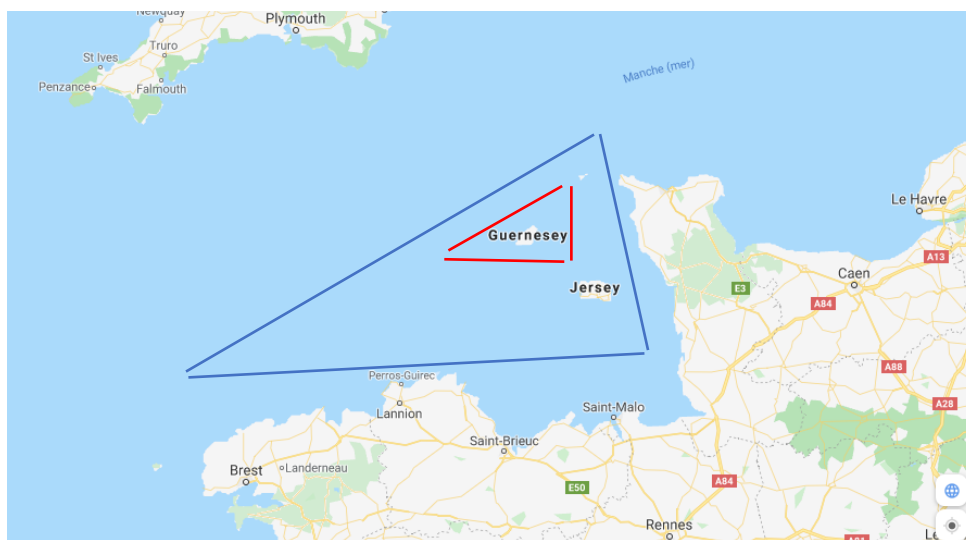 Newquay
Plymouth
Truro
St Ives
Penzance
Falmouth
Manche (mer)
Le Havre
Guernesey
A13
Caen
Jersey
E3
A84
A88
Perros-Guirec
A28
Lannion
Saint-Malo
Saint-Brieuc
Brest
Landerneau
A84
E50
Rennes